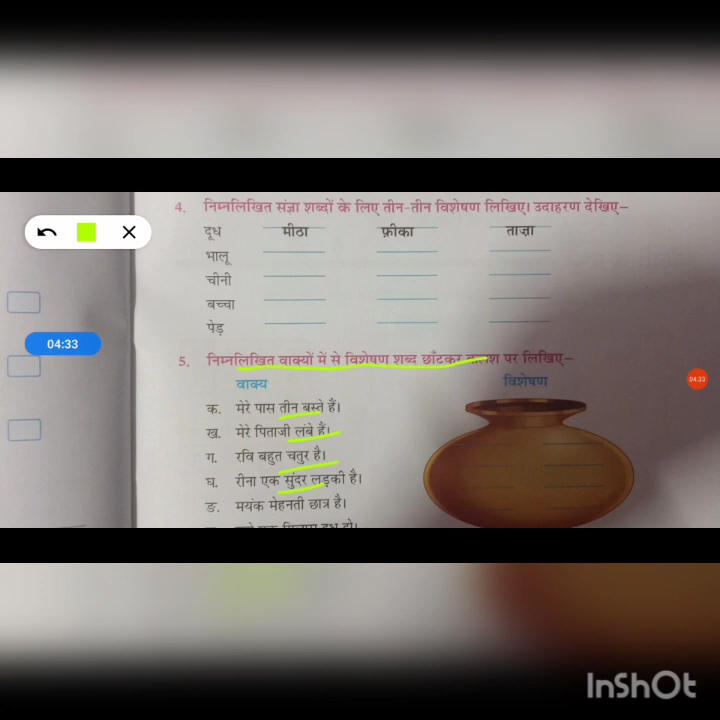 4. निम्नलिखित संज्ञा शब्दों के लिए तीन-तीन विशेषण लिखिए। उदाहरण देखिए—
दूध मीठा फ़ीका ताज़ा
भालू
चीनी
बच्चा
पेड़
04:33
5. निम्नलिखित वाक्यों में से विशेषण शब्द छाँटकर पर लिखिए—
वाक्य विशेषण
04:33
क. मेरे पास तीन बस्ते हैं।
ख. मेरे पिताजी लंबे हैं।
ग. रवि बहुत चतुर है।
घ. रीना एक सुंदर लड़की है।
ङ. मयंक मेहनती छात्र है।
InShOt